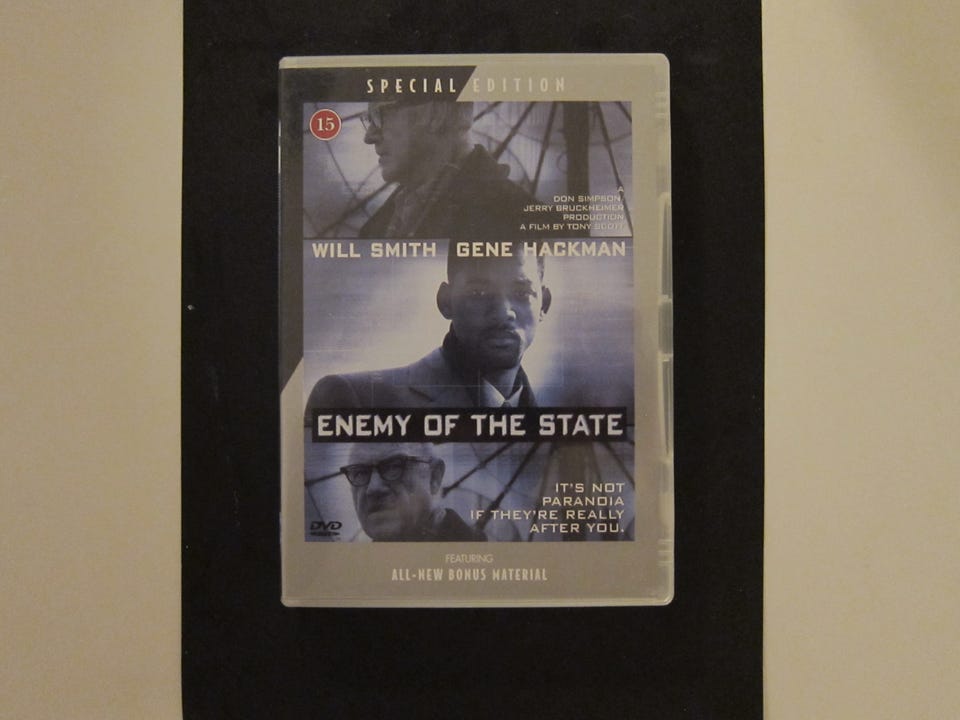 SPECIAL EDITION
15
A
DON SIMPSON/
JERRY BRUCKHEIMER
PRODUCTION
A FILM BY TONY SCOTT
WILL SMITH GENE HACKMAN
ENEMY OF THE STATE
IT'S NOT
PARANOIA
IF THEY'RE REALLY
AFTER YOU.
DVD
FEATURING
ALL-NEW BONUS MATERIAL